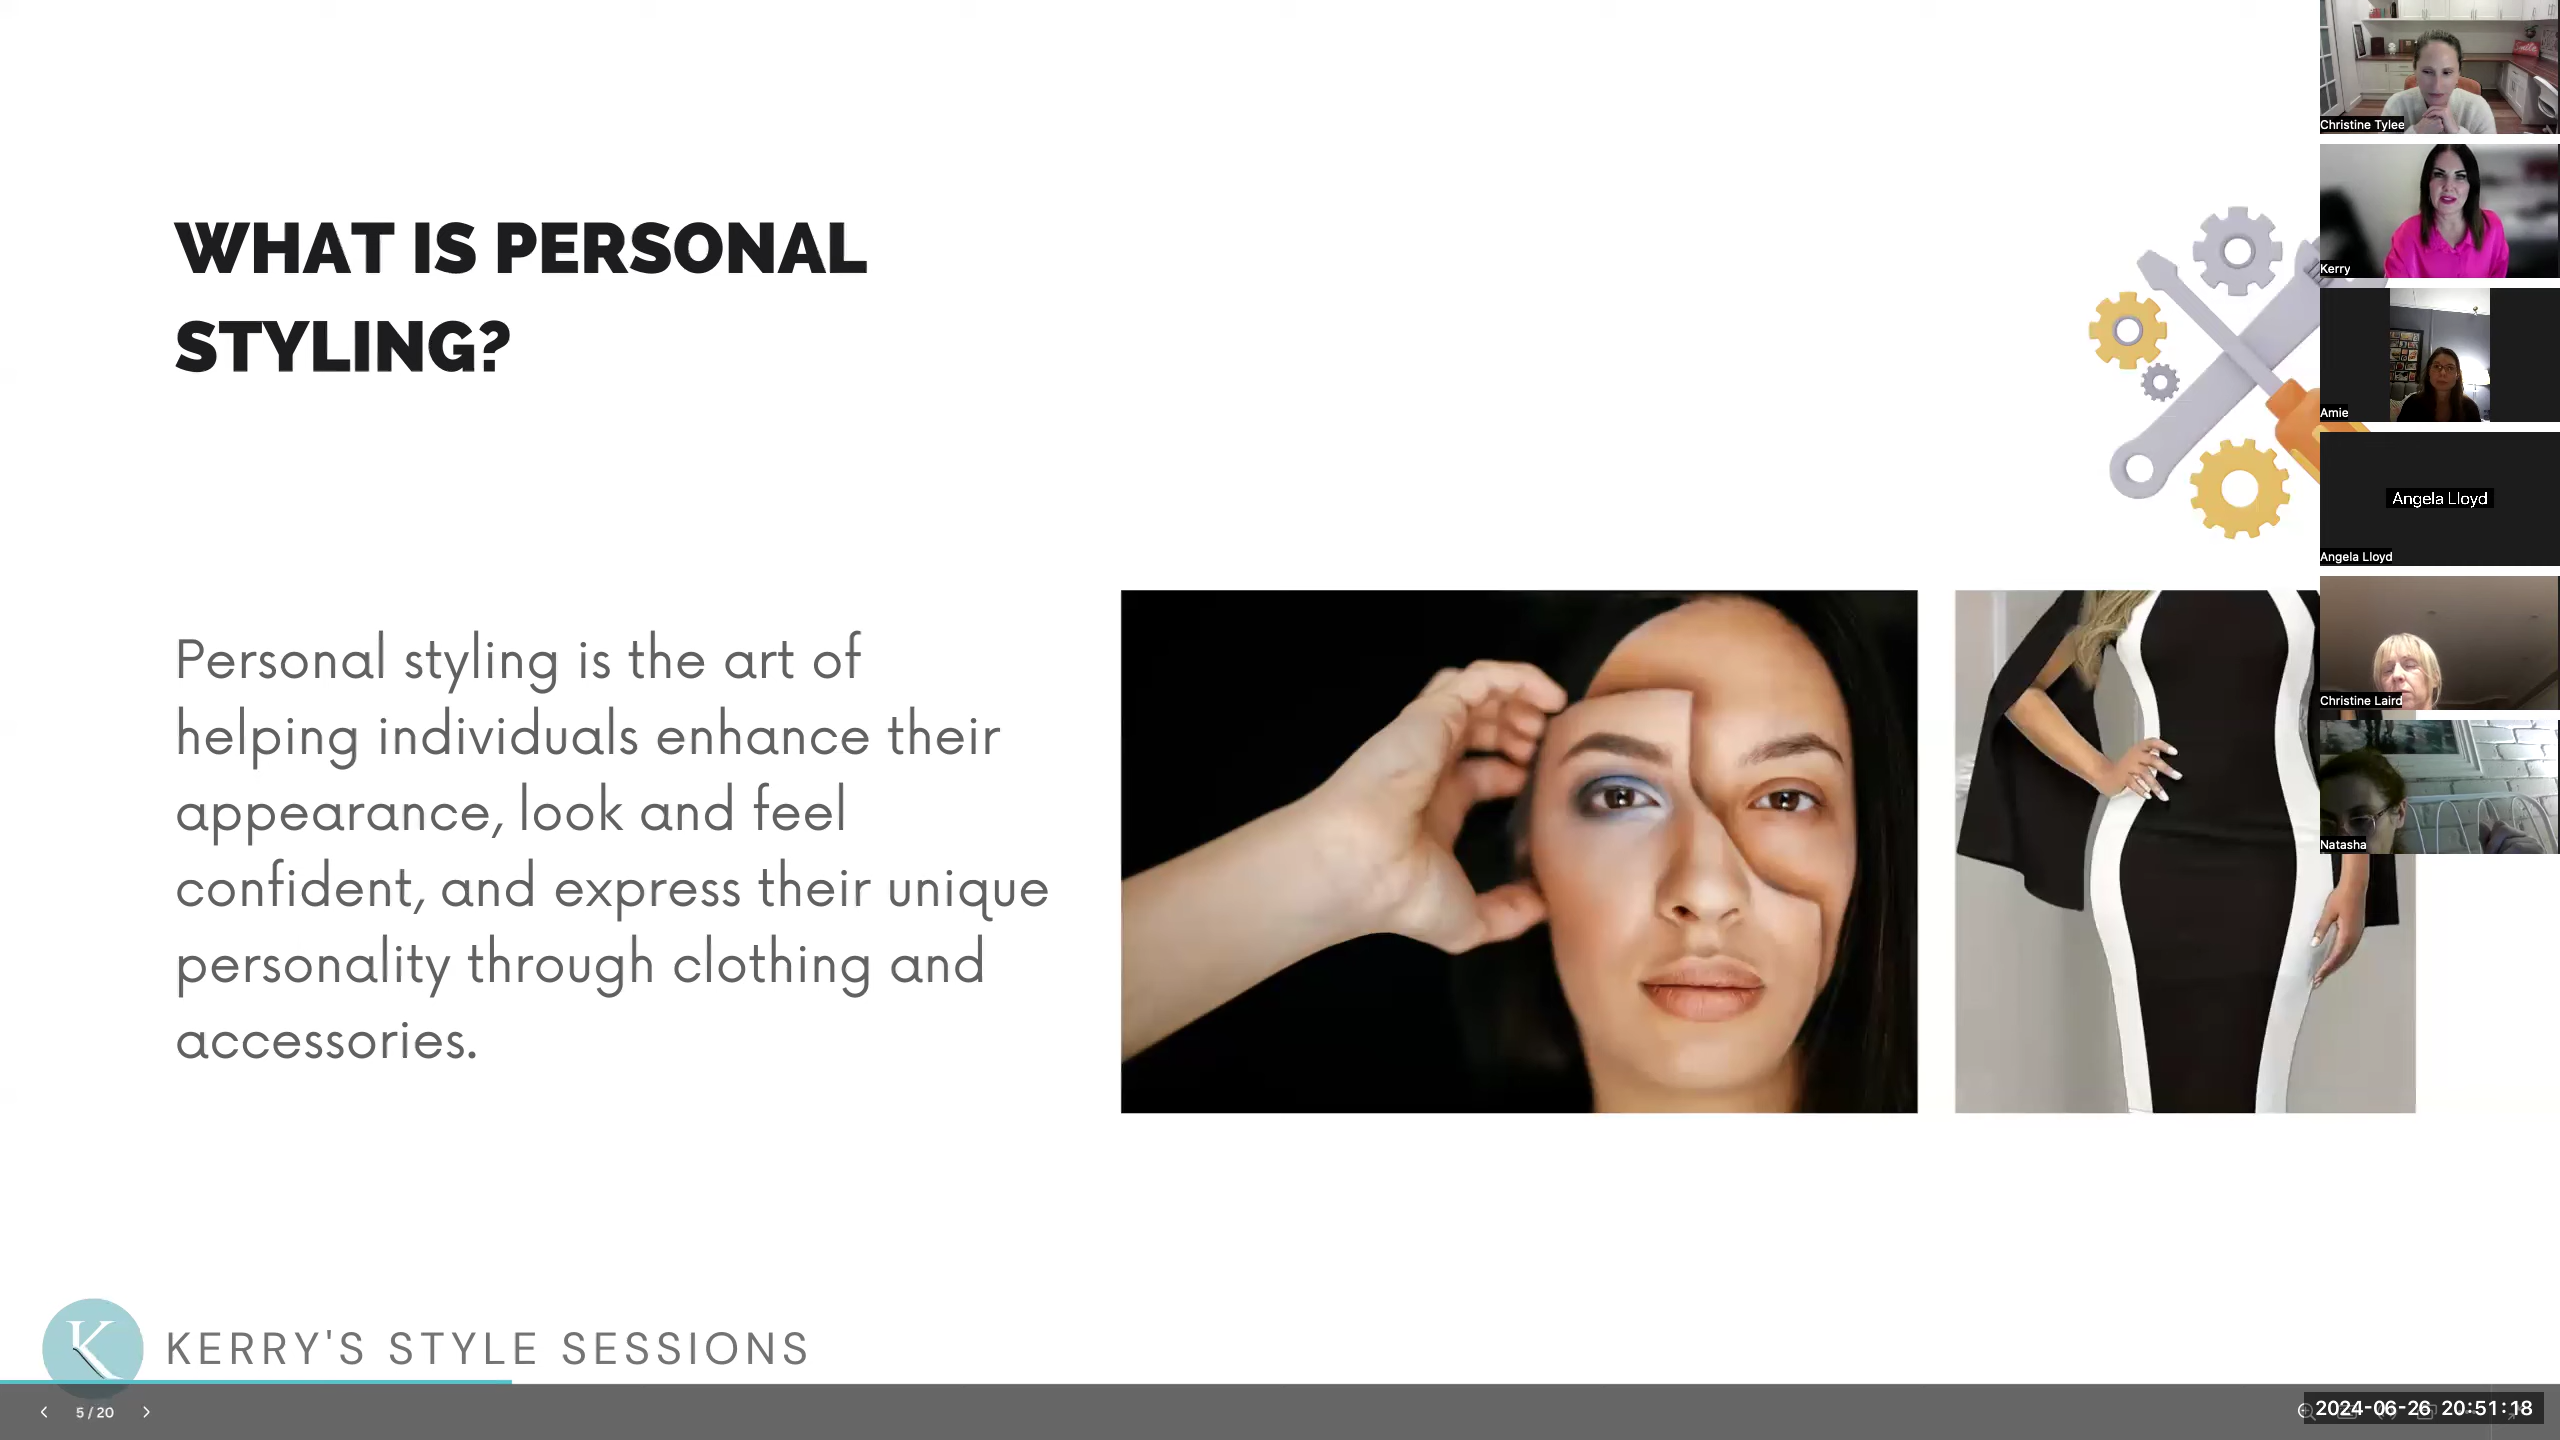 WHAT IS PERSONAL
STYLING?
Personal styling is the art of
helping individuals enhance their
appearance, look and feel
confident, and express their unique
personality through clothing and
accessories.
K
KERRY'S STYLE SESSIONS
5 / 20
Christine Tylee
Kerry
Amie
Angela Lloyd
Angela Lloyd
Christine Laird
Natasha
2024-06-26 20:51:18